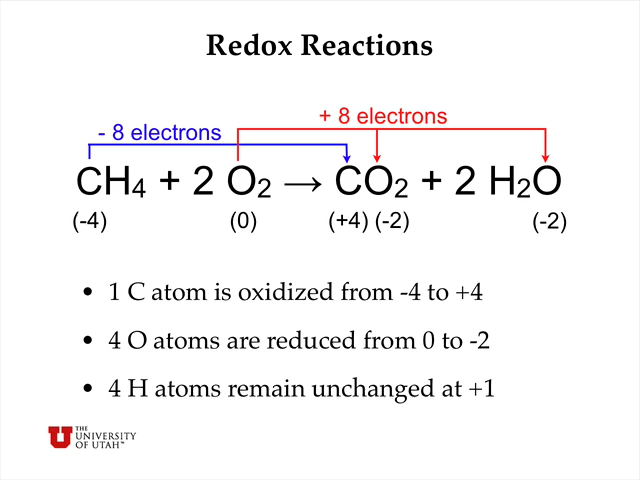 Redox Reactions
+ 8 electrons
- 8 electrons
CH₄ + 2 O₂ → CO₂ + 2 H₂O
(-4) (0) (+4) (-2) (-2)
• 1 C atom is oxidized from -4 to +4
• 4 O atoms are reduced from 0 to -2
• 4 H atoms remain unchanged at +1
U THE
UNIVERSITY
OF UTAH™